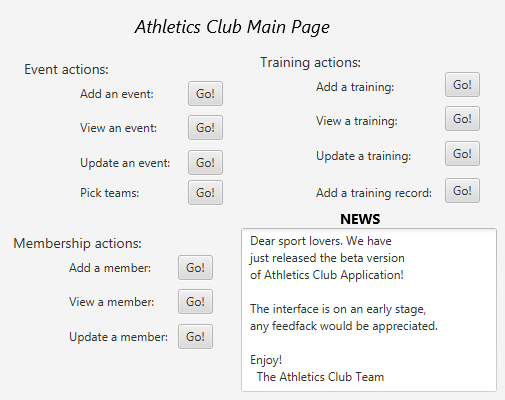 Athletics Club Main Page
Event actions:
Add an event: Go!
View an event: Go!
Update an event: Go!
Pick teams: Go!
Training actions:
Add a training: Go!
View a training: Go!
Update a training: Go!
Add a training record: Go!
Membership actions:
Add a member: Go!
View a member: Go!
Update a member: Go!
NEWS
Dear sport lovers. We have
just released the beta version
of Athletics Club Application!
The interface is on an early stage,
any feedfack would be appreciated.
Enjoy!
The Athletics Club Team